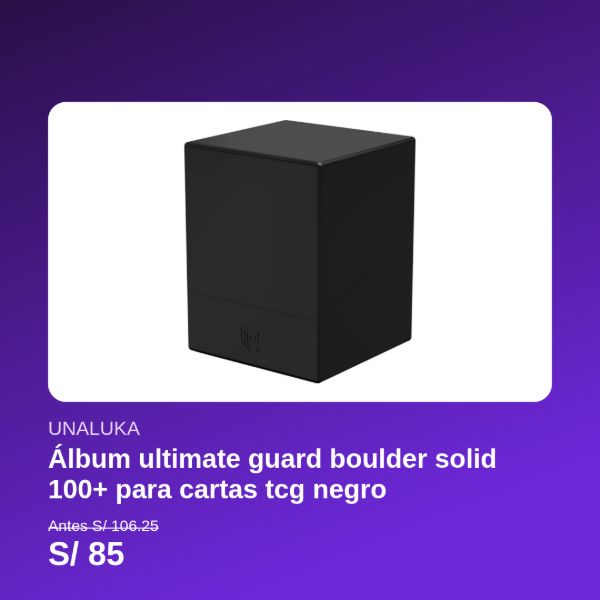 UNALUKA
Álbum ultimate guard boulder solid
100+ para cartas tcg negro
Antes S/ 106.25
S/ 85